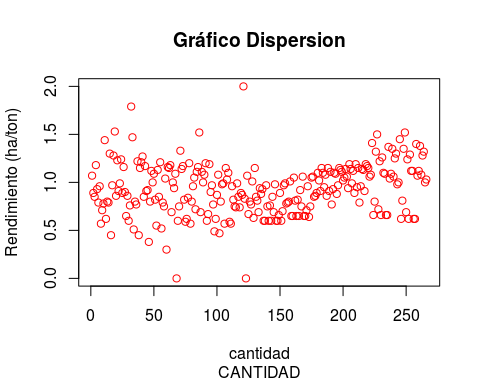 Gráfico Dispersion
Rendimiento (ha/ton)
2.0
1.5
1.0
0.5
0.0
0 50 100 150 200 250
cantidad
CANTIDAD